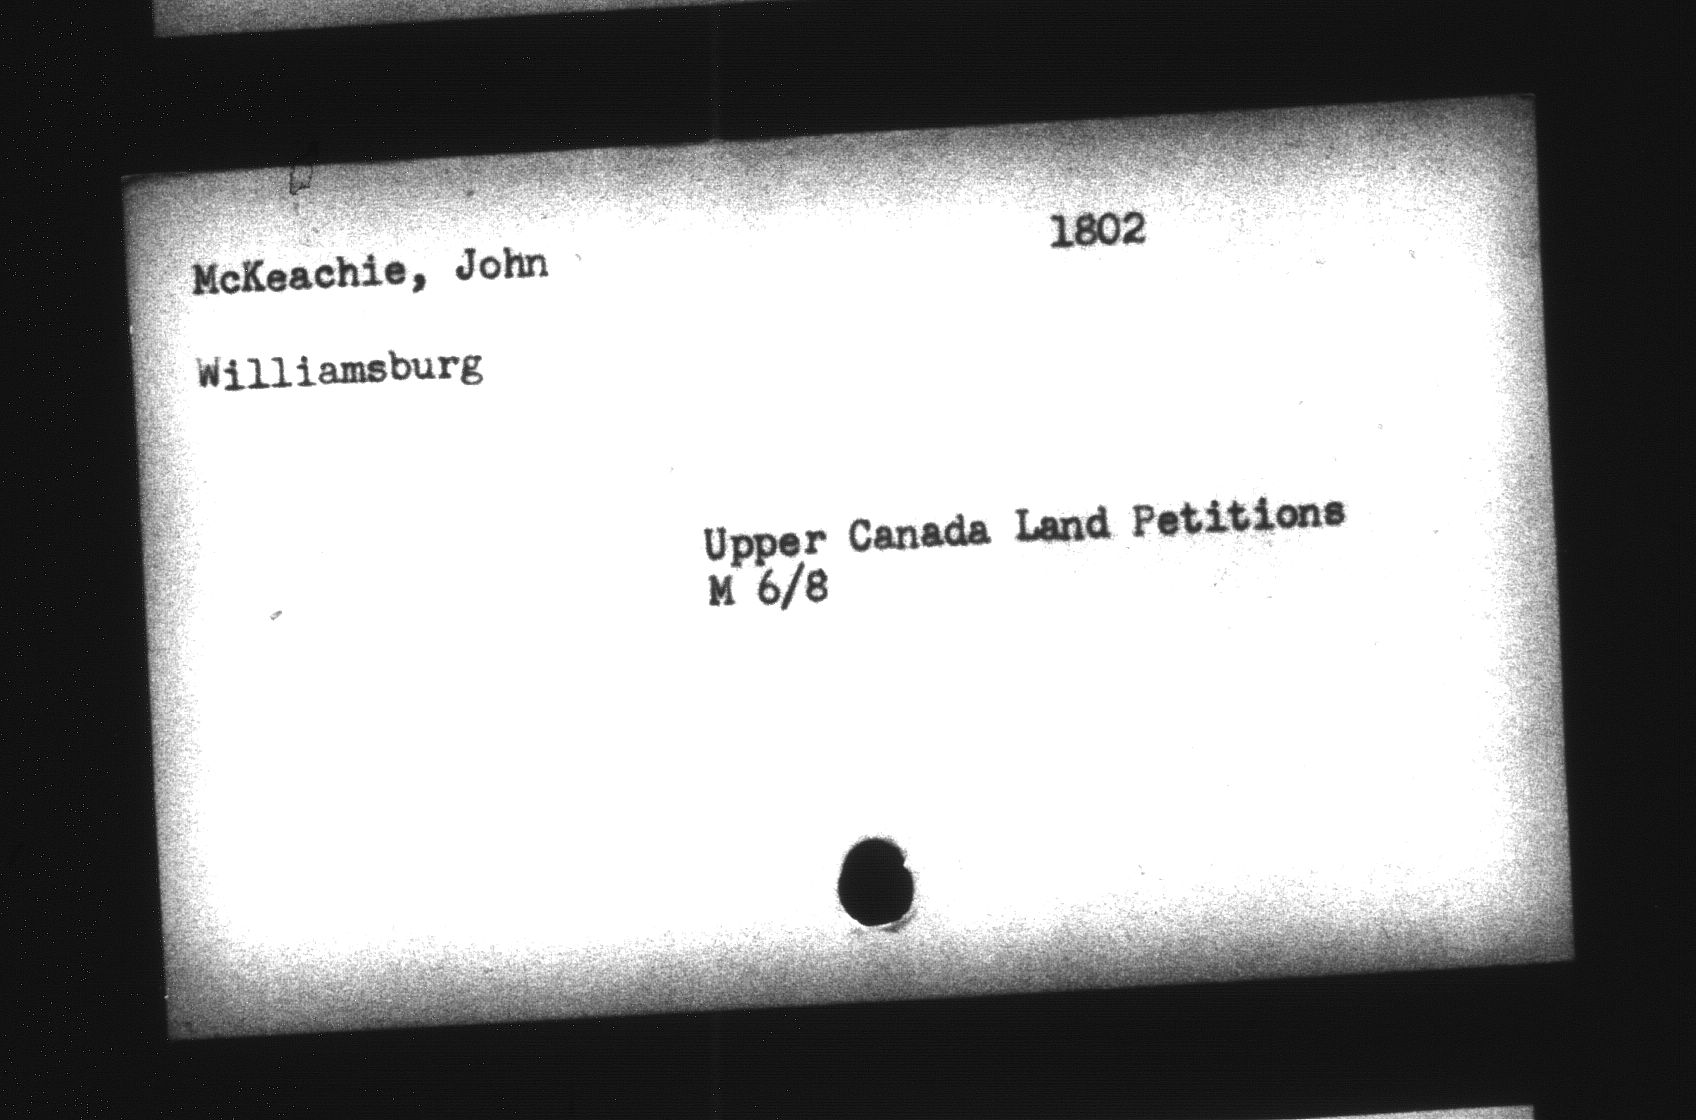 McKeachie, John 1802
Williamsburg
Upper Canada Land Petitions
M 6/8